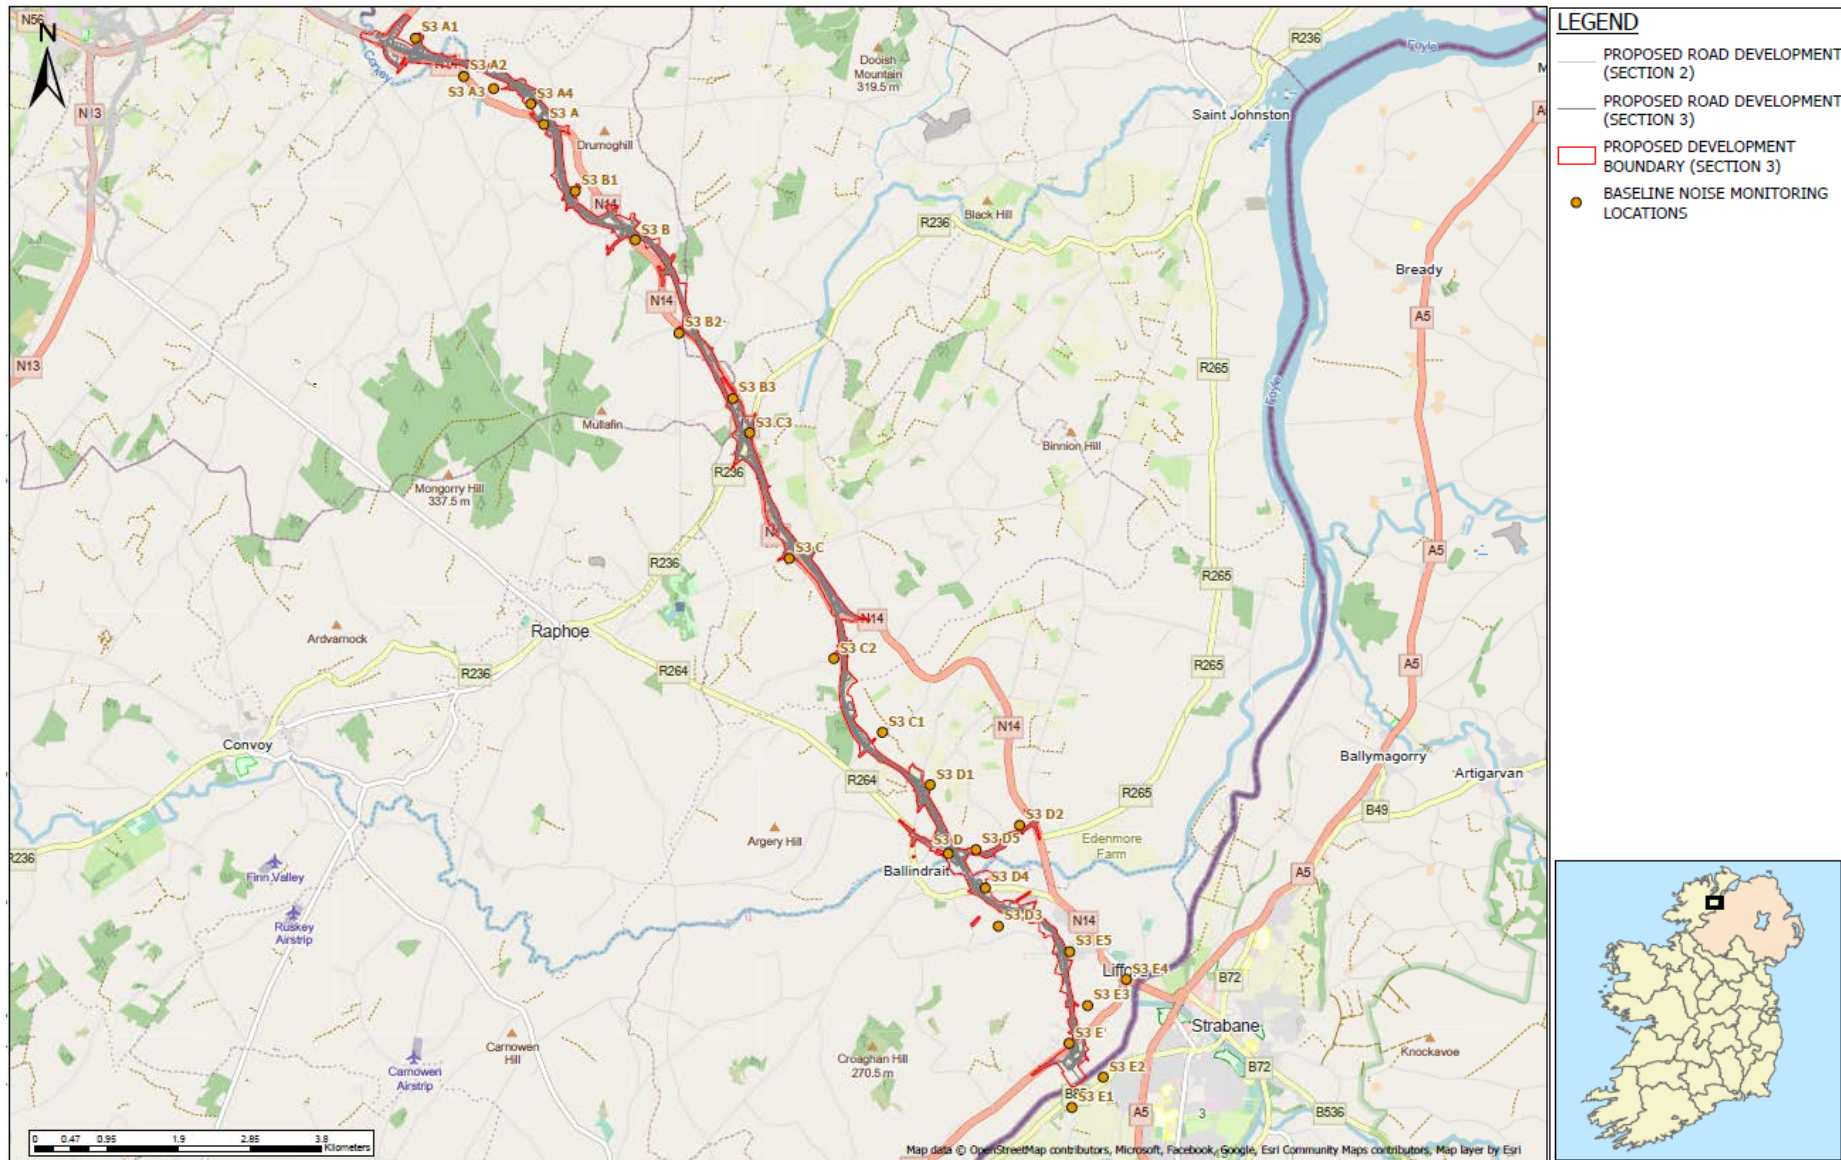 N56
N
S3 A1
N14
S3 A2
S3 A3
S3 A4
S3 A
Corkey
N13
Drumoghill
Dooish
Mountain
319.5 m
R236
Foyle
Saint Johnston
S3 B1
N14
S3 B
Black Hill
R236
Bready
A5
N14
S3 B2
N13
R265
Foyle
S3 B3
Mullafin
S3 C3
Binnion Hill
R236
Mongorry Hill
337.5 m
S3 C
R236
A5
R265
N14
Raphoe
Ardvarnock
S3 C2
R264
R236
R265
A5
S3 C1
N14
Convoy
Ballymagorry
Artigarvan
R264
S3 D1
R265
B49
S3 D2
Argery Hill
S3 D
S3 D5
Edenmore
Farm
R236
Finn Valley
Ballindrait
S3 D4
A5
Ruskey
Airstrip
S3 D3
N14
S3 E5
Lifford
S3 E4
B72
S3 E3
Strabane
Carnowen
Hill
Croaghan Hill
270.5 m
S3 E
Knockavoe
Carnowen
Airstrip
S3 E2
B72
B85
S3 E1
A5
3
B536
0 0.47 0.95 1.9 2.85 3.8
Kilometers
Map data © OpenStreetMap contributors, Microsoft, Facebook, Google, Esri Community Maps contributors, Map layer by Esri
LEGEND
PROPOSED ROAD DEVELOPMENT
(SECTION 2)
PROPOSED ROAD DEVELOPMENT
(SECTION 3)
PROPOSED DEVELOPMENT
BOUNDARY (SECTION 3)
BASELINE NOISE MONITORING
LOCATIONS